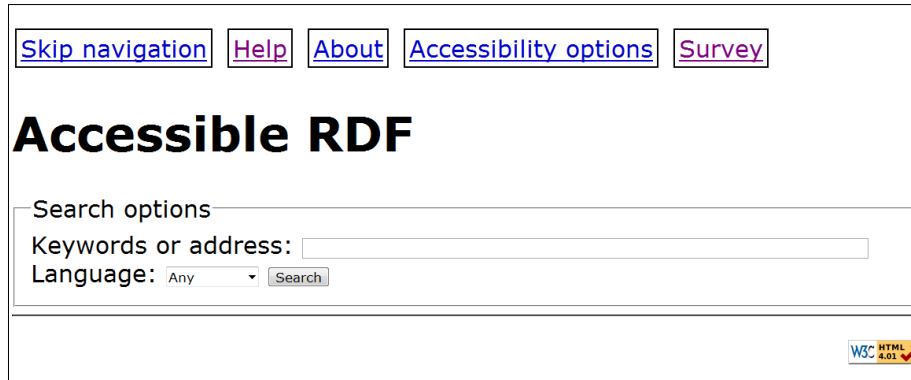 Skip navigation Help About Accessibility options Survey
Accessible RDF
Search options
Keywords or address:
Language: Any Search
W3C HTML 4.01